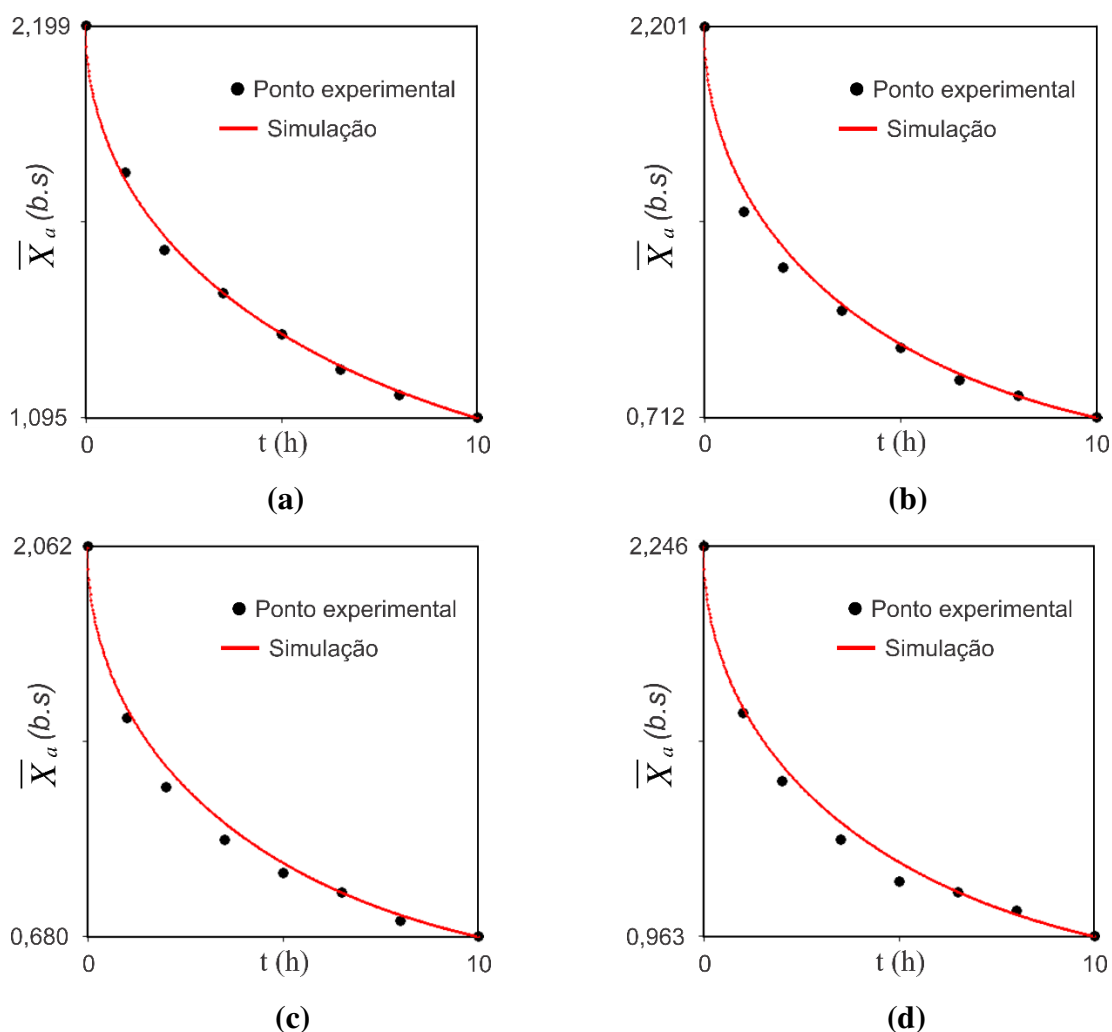 2,199
Ponto experimental
Simulação
X̅ a (b.s)
1,095
0
t (h)
10
(a)
2,201
Ponto experimental
Simulação
X̅ a (b.s)
0,712
0
t (h)
10
(b)
2,062
Ponto experimental
Simulação
X̅ a (b.s)
0,680
0
t (h)
10
(c)
2,246
Ponto experimental
Simulação
X̅ a (b.s)
0,963
0
t (h)
10
(d)